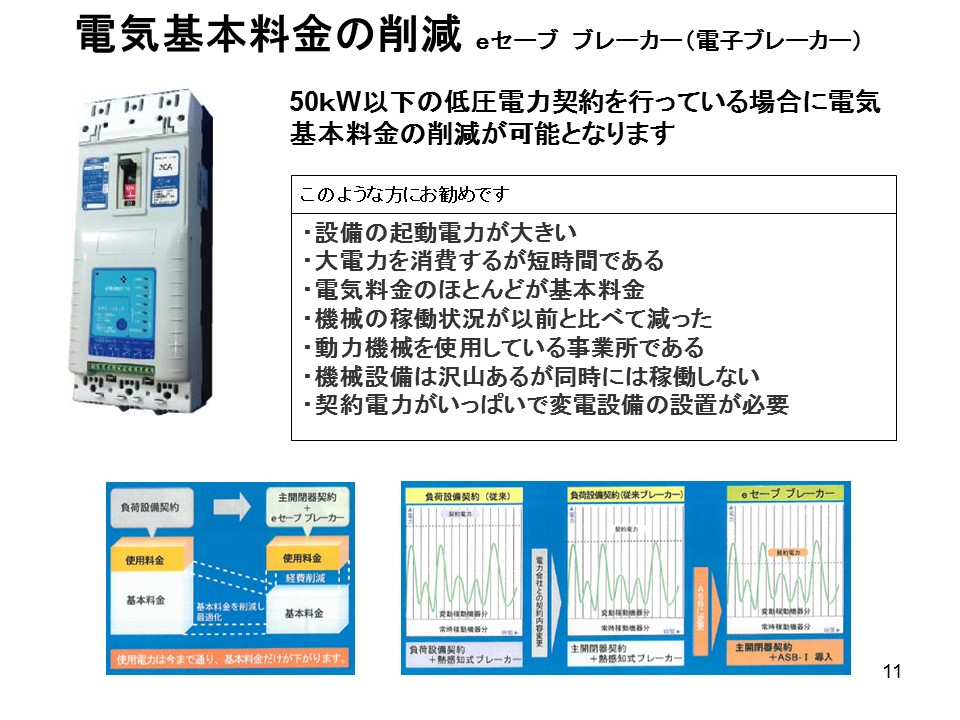 電気基本料金の削減 eセーブ ブレーカー（電子ブレーカー）
50kW以下の低圧電力契約を行っている場合に電気
基本料金の削減が可能となります
このような方にお勧めです
・設備の起動電力が大きい
・大電力を消費するが短時間である
・電気料金のほとんどが基本料金
・機械の稼働状況が以前と比べて減った
・動力機械を使用している事業所である
・機械設備は沢山あるが同時には稼働しない
・契約電力がいっぱいで変電設備の設置が必要
負荷設備契約
主開閉器契約
+
eセーブ ブレーカー
使用料金
基本料金
使用料金
経費削減
基本料金
基本料金を削減し
最適化
使用電力は今まで通り、基本料金だけが下がります。
負荷設備契約（従来）
電力
契約電力
変動稼動機器分
常時稼動機器分
時間
負荷設備契約
+熱感知式ブレーカー
電力会社との契約内容変更
負荷設備契約(従来ブレーカー)
電力
契約電力
変動稼動機器分
常時稼動機器分
時間
主開閉器契約
+熱感知式ブレーカー
eセーブ ブレーカー
電力
契約電力
変動稼動機器分
常時稼動機器分
時間
主開閉器契約
+ASB-Ⅰ 導入
11